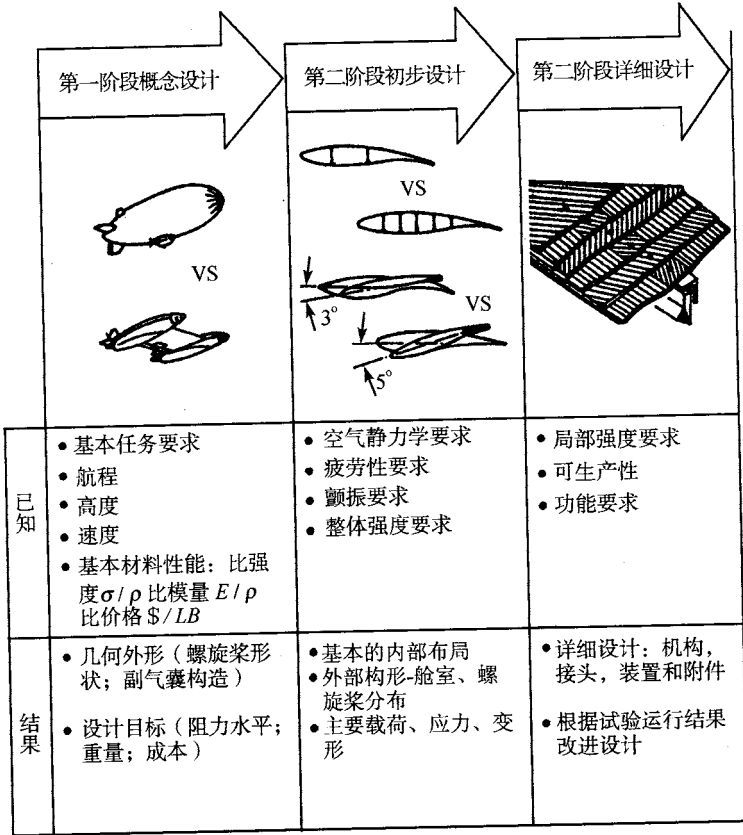 第一阶段概念设计
第二阶段初步设计
第二阶段详细设计
VS
VS
3°
VS
5°
已知
• 基本任务要求
• 航程
• 高度
• 速度
• 基本材料性能：比强
度σ/ρ 比模量 E/ρ
比价格 $/LB
• 空气静力学要求
• 疲劳性要求
• 颤振要求
• 整体强度要求
• 局部强度要求
• 可生产性
• 功能要求
结果
• 几何外形（螺旋桨形
状；副气囊构造）
• 设计目标（阻力水平；
重量；成本）
• 基本的内部布局
• 外部构形-舱室、螺
旋桨分布
• 主要载荷、应力、变
形
• 详细设计：机构，
接头，装置和附件
• 根据试验运行结果
改进设计